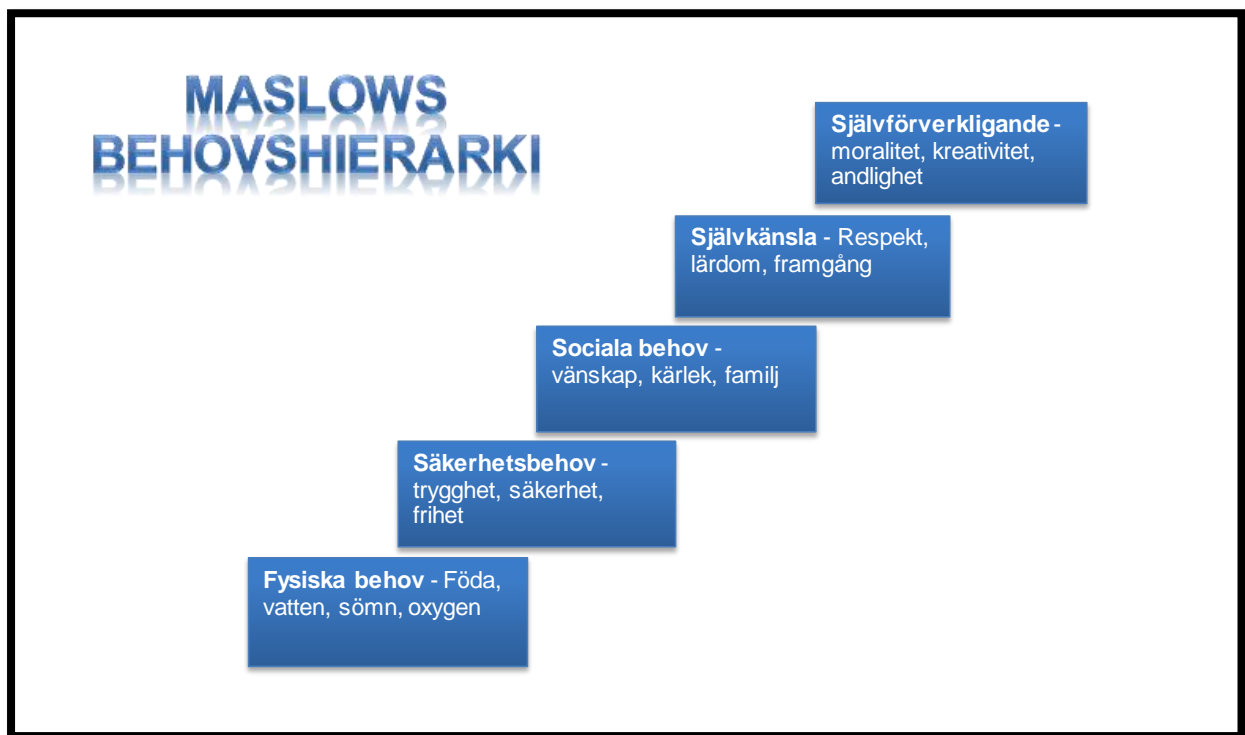 MASLOWS
BEHOVSHIERARKI
Självförverkligande -
moralitet, kreativitet,
andlighet
Självkänsla - Respekt,
lärdom, framgång
Sociala behov -
vänskap, kärlek, familj
Säkerhetsbehov -
trygghet, säkerhet,
frihet
Fysiska behov - Föda,
vatten, sömn, oxygen